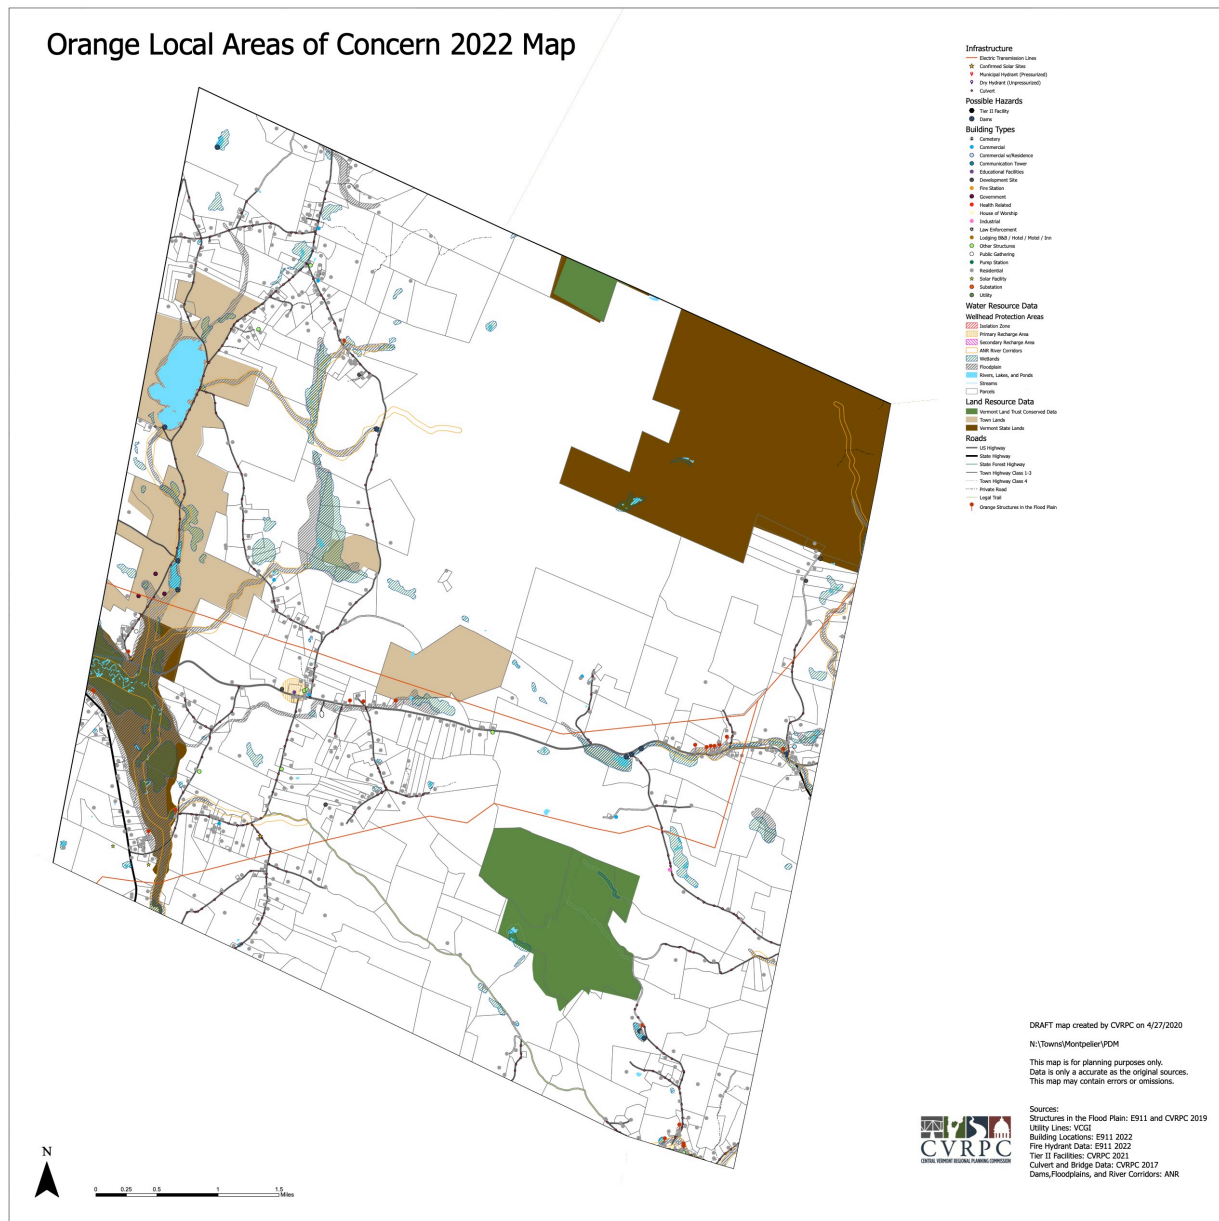 Orange Local Areas of Concern 2022 Map
Infrastructure
Electric Transmission Lines
Confirmed Solar Sites
Municipal Hydrant (Pressurized)
Dry Hydrant (Unpressurized)
Culvert
Possible Hazards
Tier II Facility
Dams
Building Types
Cemetery
Commercial
Commercial w/Residence
Communication Tower
Educational Facilities
Development Site
Fire Station
Government
Health Related
House of Worship
Industrial
Law Enforcement
Lodging B&B / Hotel / Motel / Inn
Other Structures
Public Gathering
Pump Station
Residential
Solar Facility
Substation
Utility
Water Resource Data
Wellhead Protection Areas
Isolation Zone
Primary Recharge Area
Secondary Recharge Area
ANR River Corridors
Wetlands
Floodplain
Rivers, Lakes, and Ponds
Streams
Parcels
Land Resource Data
Vermont Land Trust Conserved Data
Town Lands
Vermont State Lands
Roads
US Highway
State Highway
State Forest Highway
Town Highway Class 1-3
Town Highway Class 4
Private Road
Legal Trail
Orange Structures in the Flood Plain
DRAFT map created by CVRPC on 4/27/2020
N:\Towns\Montpelier\PDM
This map is for planning purposes only.
Data is only a accurate as the original sources.
This map may contain errors or omissions.
Sources:
Structures in the Flood Plain: E911 and CVRPC 2019
Utility Lines: VCGI
Building Locations: E911 2022
Fire Hydrant Data: E911 2022
Tier II Facilities: CVRPC 2021
Culvert and Bridge Data: CVRPC 2017
Dams,Floodplains, and River Corridors: ANR
CVRPC
CENTRAL VERMONT REGIONAL PLANNING COMMISSION
N
0 0.25 0.5 1 1.5
Miles